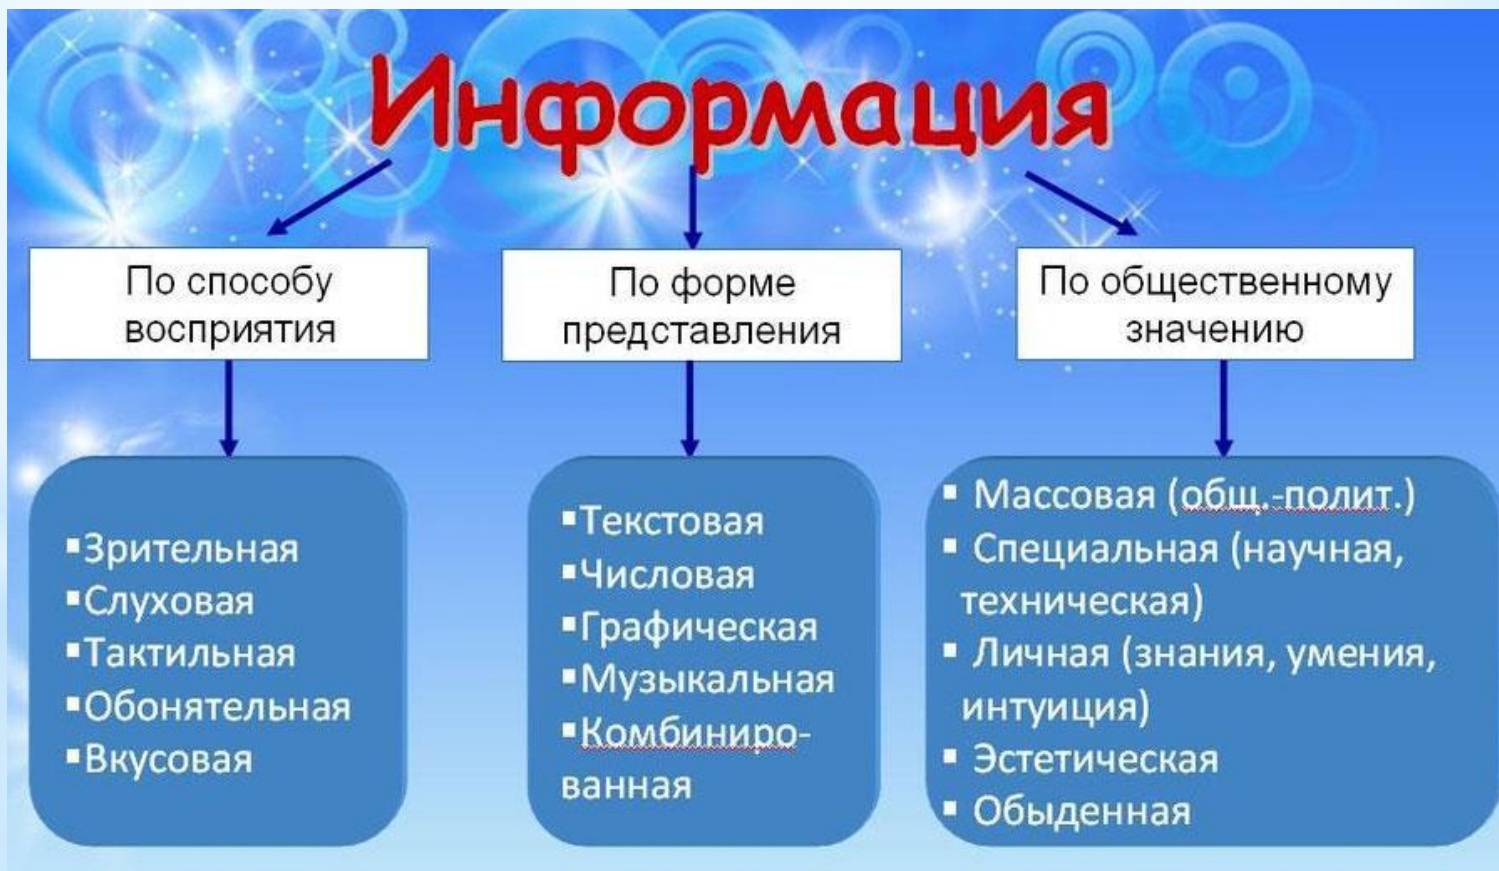 Информация
По способу
восприятия
По форме
представления
По общественному
значению
▪Зрительная
▪Слуховая
▪Тактильная
▪Обонятельная
▪Вкусовая
▪Текстовая
▪Числовая
▪Графическая
▪Музыкальная
▪Комбиниро-
ванная
▪ Массовая (общ.-полит.)
▪ Специальная (научная,
техническая)
▪ Личная (знания, умения,
интуиция)
▪ Эстетическая
▪ Обыденная